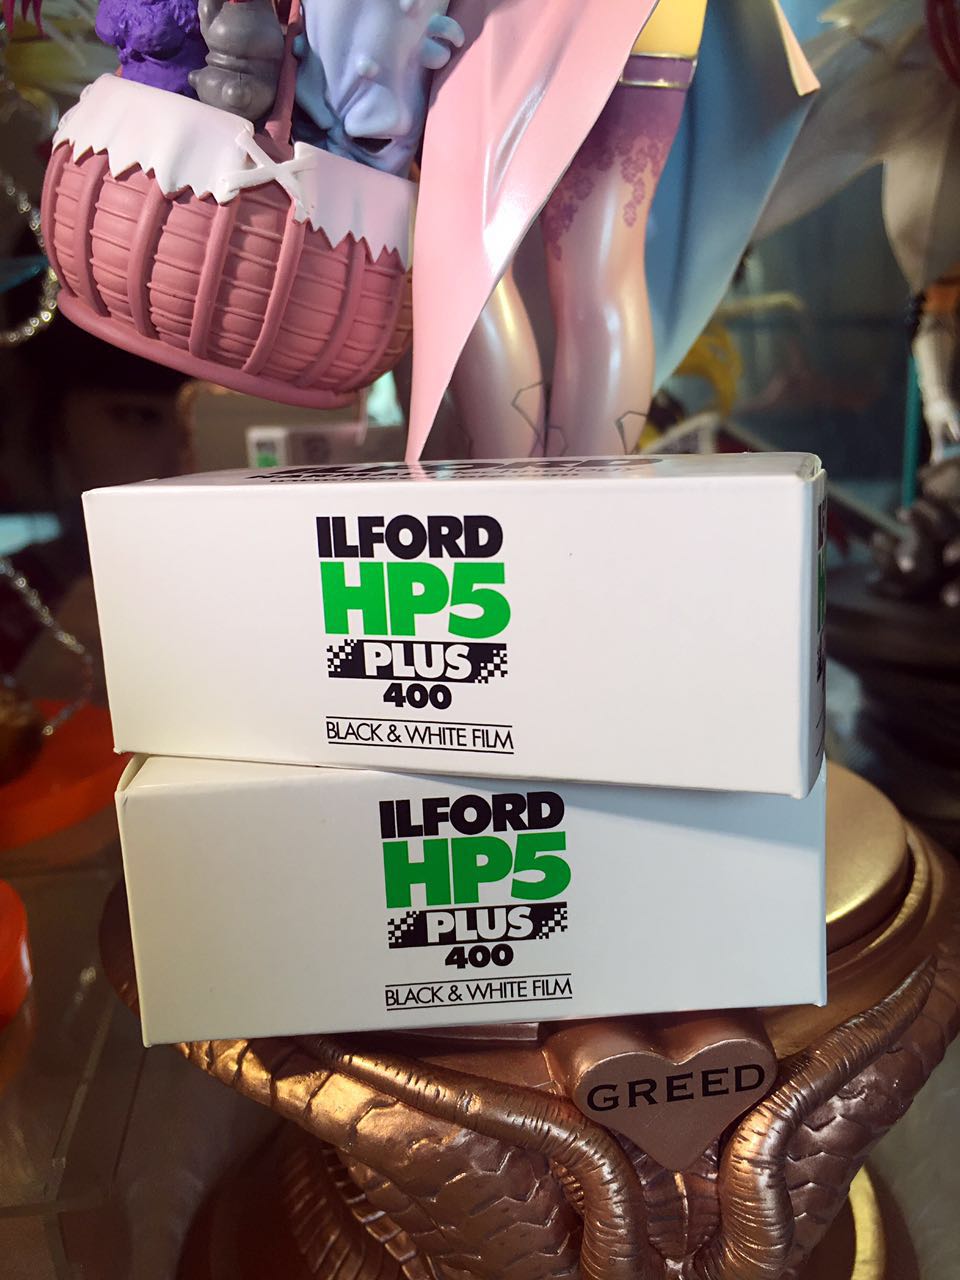 ILFORD
HP5
PLUS
400
BLACK & WHITE FILM
ILFORD
HP5
PLUS
400
BLACK & WHITE FILM
GREED